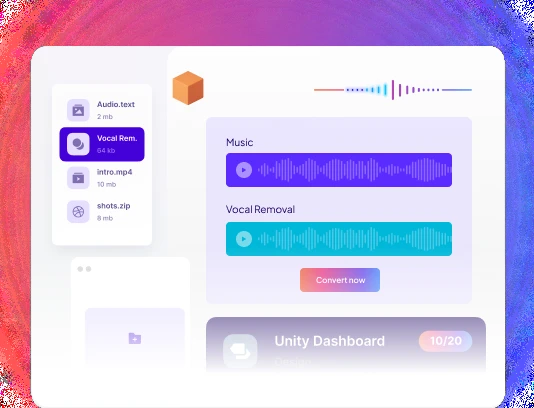 Audio.text
2 mb
Vocal Rem.
64 kb
intro.mp4
10 mb
shots.zip
8 mb
Music
Vocal Removal
Convert now
Unity Dashboard
10/20